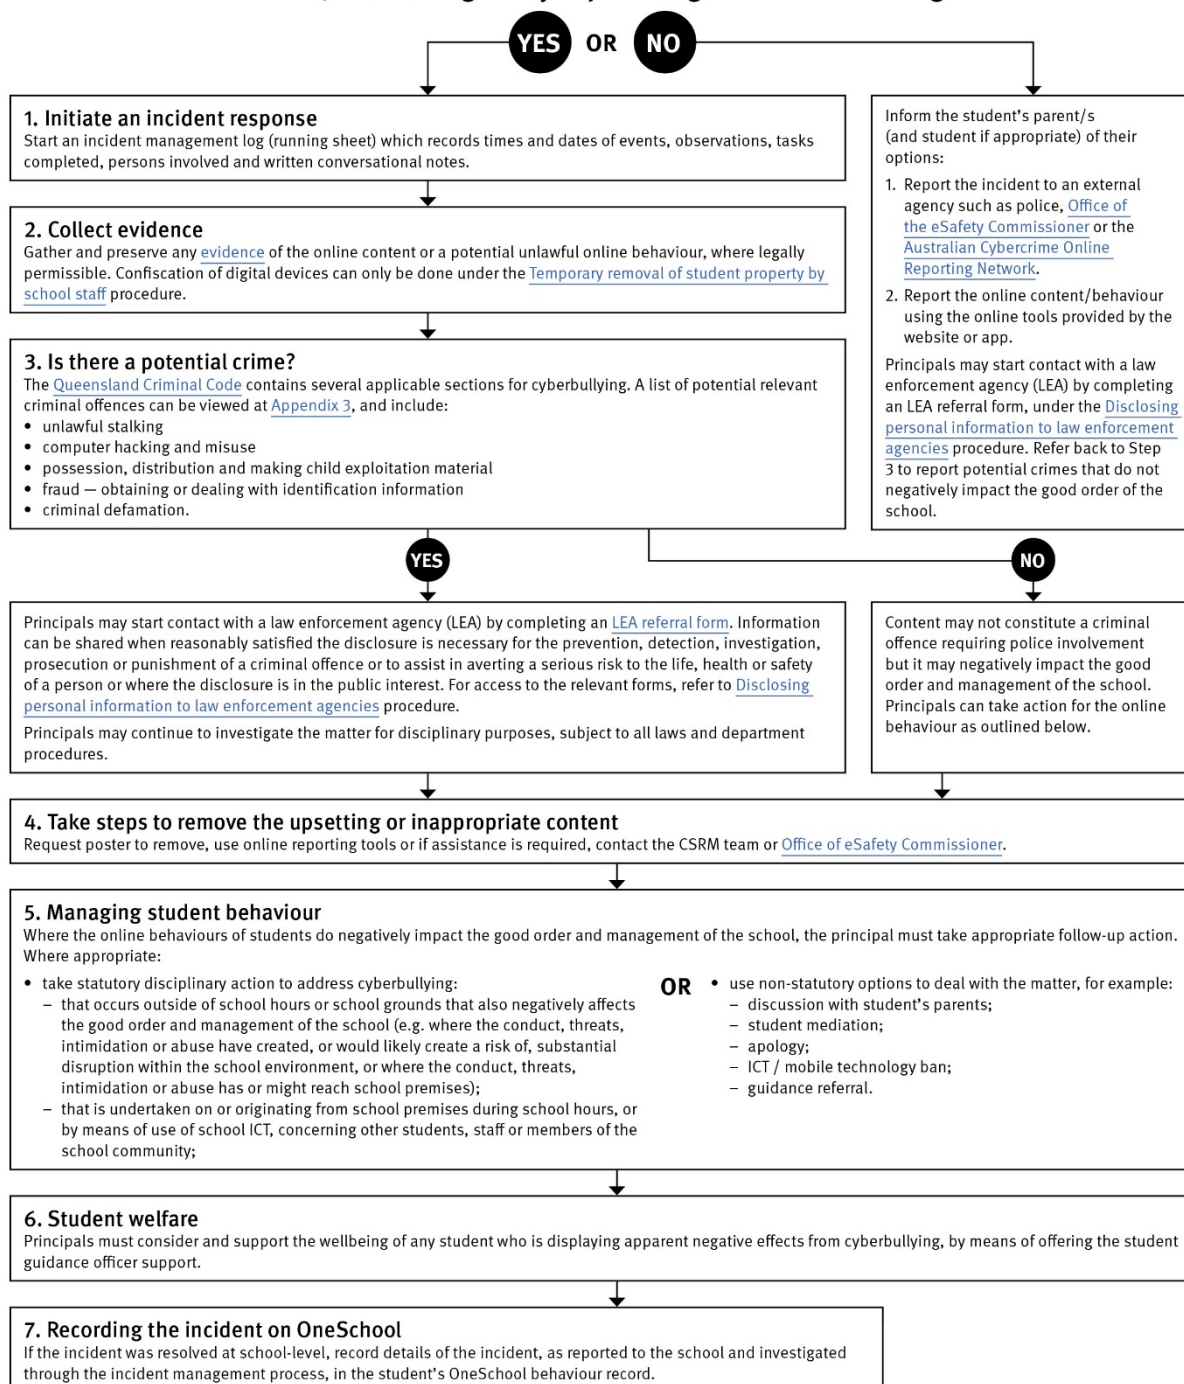 YES OR NO
1. Initiate an incident response
Start an incident management log (running sheet) which records times and dates of events, observations, tasks
completed, persons involved and written conversational notes.
2. Collect evidence
Gather and preserve any evidence of the online content or a potential unlawful online behaviour, where legally
permissible. Confiscation of digital devices can only be done under the Temporary removal of student property by
school staff procedure.
3. Is there a potential crime?
The Queensland Criminal Code contains several applicable sections for cyberbullying. A list of potential relevant
criminal offences can be viewed at Appendix 3, and include:
• unlawful stalking
• computer hacking and misuse
• possession, distribution and making child exploitation material
• fraud — obtaining or dealing with identification information
• criminal defamation.
Inform the student's parent/s
(and student if appropriate) of their
options:
1. Report the incident to an external
agency such as police, Office of
the eSafety Commissioner or the
Australian Cybercrime Online
Reporting Network.
2. Report the online content/behaviour
using the online tools provided by the
website or app.
Principals may start contact with a law
enforcement agency (LEA) by completing
an LEA referral form, under the Disclosing
personal information to law enforcement
agencies procedure. Refer back to Step
3 to report potential crimes that do not
negatively impact the good order of the
school.
YES
NO
Principals may start contact with a law enforcement agency (LEA) by completing an LEA referral form. Information
can be shared when reasonably satisfied the disclosure is necessary for the prevention, detection, investigation,
prosecution or punishment of a criminal offence or to assist in averting a serious risk to the life, health or safety
of a person or where the disclosure is in the public interest. For access to the relevant forms, refer to Disclosing
personal information to law enforcement agencies procedure.
Principals may continue to investigate the matter for disciplinary purposes, subject to all laws and department
procedures.
Content may not constitute a criminal
offence requiring police involvement
but it may negatively impact the good
order and management of the school.
Principals can take action for the online
behaviour as outlined below.
4. Take steps to remove the upsetting or inappropriate content
Request poster to remove, use online reporting tools or if assistance is required, contact the CSRM team or Office of eSafety Commissioner.
5. Managing student behaviour
Where the online behaviours of students do negatively impact the good order and management of the school, the principal must take appropriate follow-up action.
Where appropriate:
• take statutory disciplinary action to address cyberbullying:
– that occurs outside of school hours or school grounds that also negatively affects
the good order and management of the school (e.g. where the conduct, threats,
intimidation or abuse have created, or would likely create a risk of, substantial
disruption within the school environment, or where the conduct, threats,
intimidation or abuse has or might reach school premises);
– that is undertaken on or originating from school premises during school hours, or
by means of use of school ICT, concerning other students, staff or members of the
school community;
OR
• use non-statutory options to deal with the matter, for example:
– discussion with student's parents;
– student mediation;
– apology;
– ICT / mobile technology ban;
– guidance referral.
6. Student welfare
Principals must consider and support the wellbeing of any student who is displaying apparent negative effects from cyberbullying, by means of offering the student
guidance officer support.
7. Recording the incident on OneSchool
If the incident was resolved at school-level, record details of the incident, as reported to the school and investigated
through the incident management process, in the student's OneSchool behaviour record.